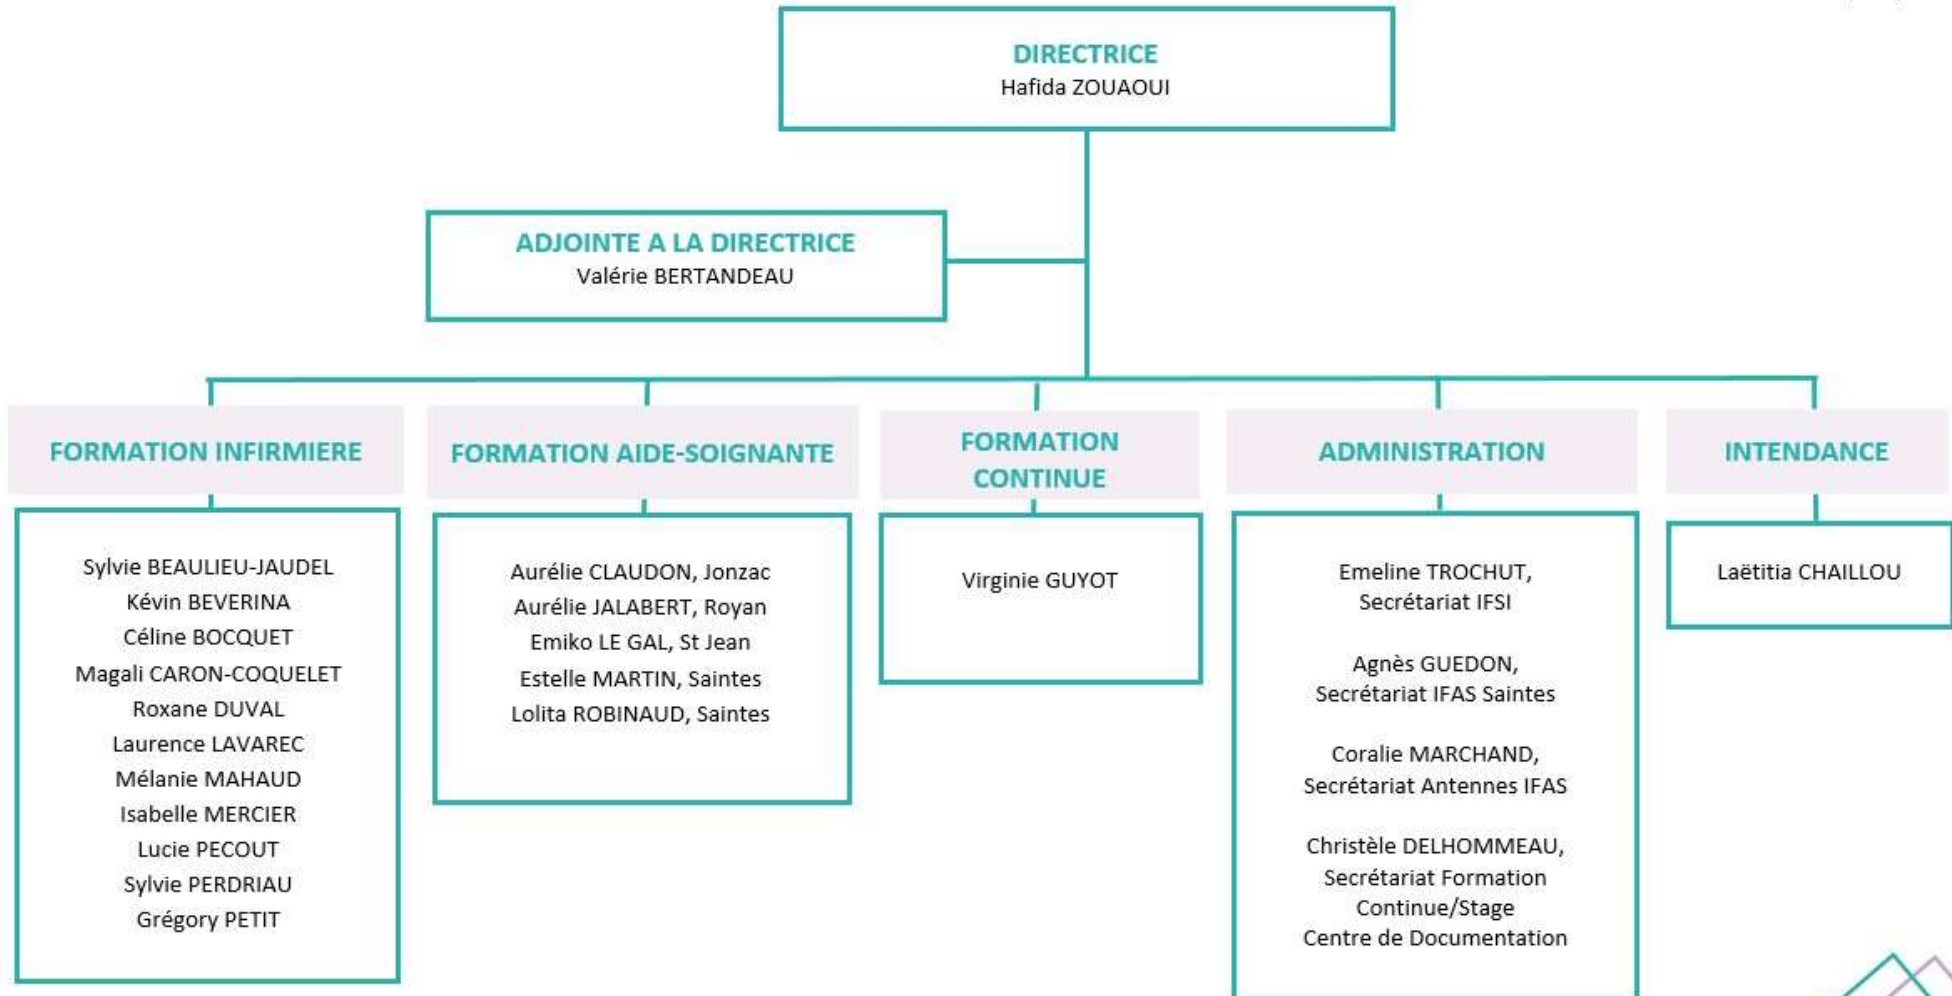 DIRECTRICE
Hafida ZOUAOUI
ADJOINTE A LA DIRECTRICE
Valérie BERTANDEAU
FORMATION INFIRMIERE
Sylvie BEAULIEU-JAUDEL
Kévin BEVERINA
Céline BOCQUET
Magali CARON-COQUELET
Roxane DUVAL
Laurence LAVAREC
Mélanie MAHAUD
Isabelle MERCIER
Lucie PECOUT
Sylvie PERDRIAU
Grégory PETIT
FORMATION AIDE-SOIGNANTE
Aurélie CLAUDON, Jonzac
Aurélie JALABERT, Royan
Emiko LE GAL, St Jean
Estelle MARTIN, Saintes
Lolita ROBINAUD, Saintes
FORMATION
CONTINUE
Virginie GUYOT
ADMINISTRATION
Emeline TROCHUT,
Secrétariat IFSI
Agnès GUEDON,
Secrétariat IFAS Saintes
Coralie MARCHAND,
Secrétariat Antennes IFAS
Christèle DELHOMMEAU,
Secrétariat Formation
Continue/Stage
Centre de Documentation
INTENDANCE
Laëtitia CHAILLOU